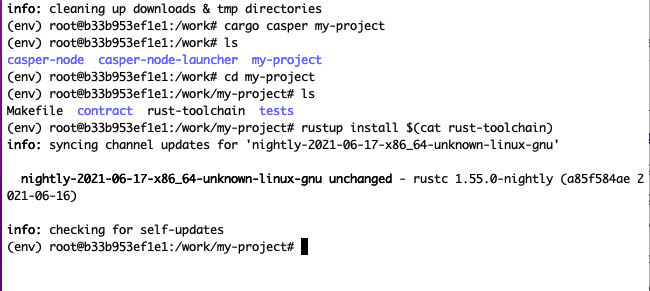 info: cleaning up downloads & tmp directories
(env) root@b33b953ef1e1:/work# cargo casper my-project
(env) root@b33b953ef1e1:/work# ls
casper-node  casper-node-launcher  my-project
(env) root@b33b953ef1e1:/work# cd my-project
(env) root@b33b953ef1e1:/work/my-project# ls
Makefile  contract  rust-toolchain  tests
(env) root@b33b953ef1e1:/work/my-project# rustup install $(cat rust-toolchain)
info: syncing channel updates for 'nightly-2021-06-17-x86_64-unknown-linux-gnu'
nightly-2021-06-17-x86_64-unknown-linux-gnu unchanged - rustc 1.55.0-nightly (a85f584ae 2
021-06-16)
info: checking for self-updates
(env) root@b33b953ef1e1:/work/my-project#